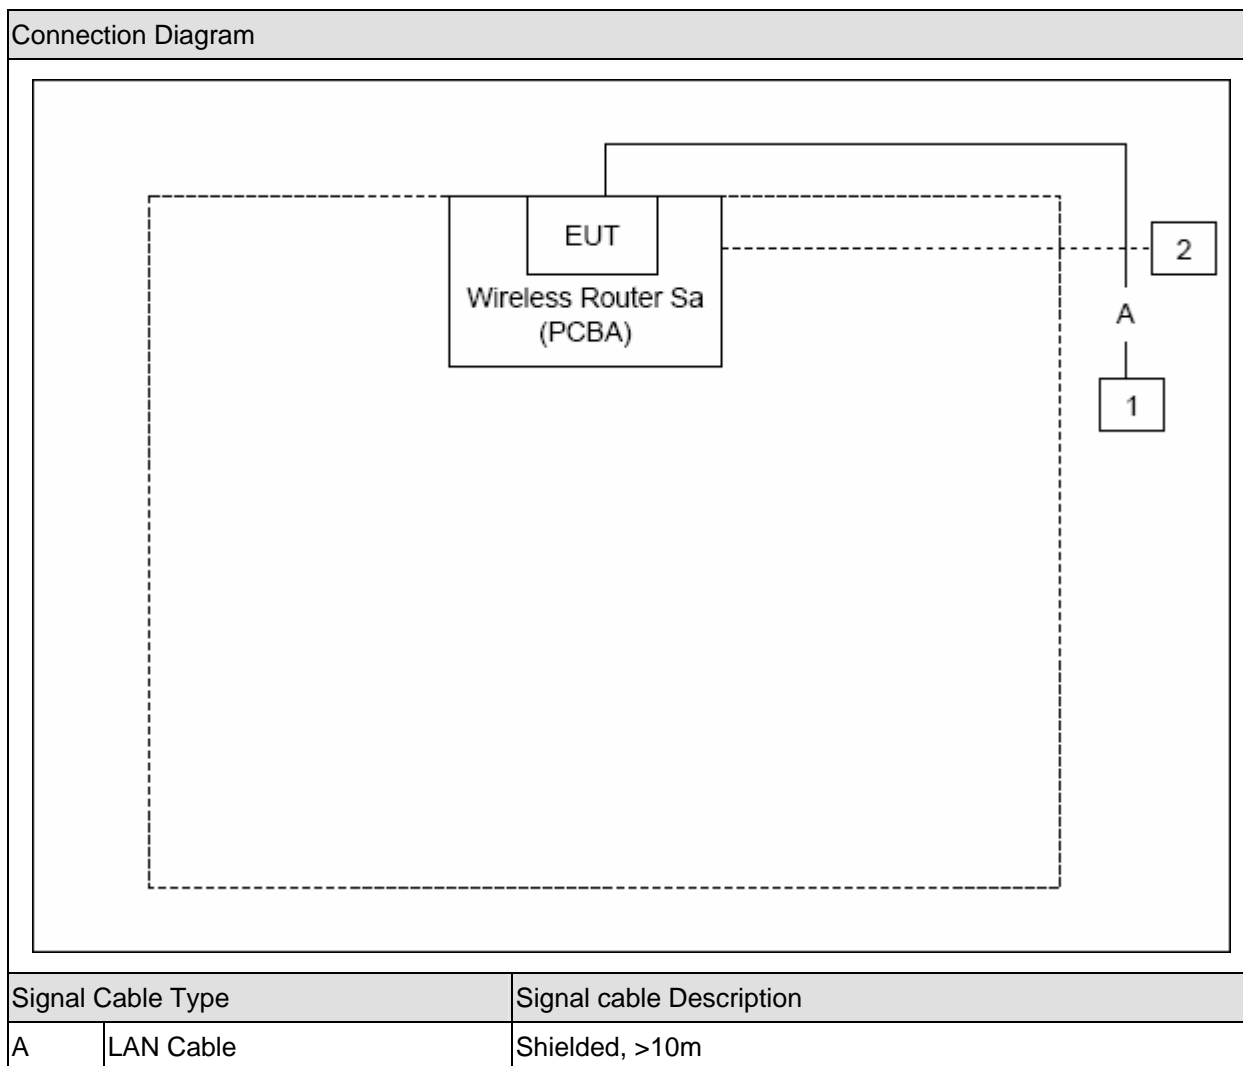 Connection Diagram
EUT
2
Wireless Router Sa
(PCBA)
A
1
Signal Cable Type Signal cable Description
A LAN Cable Shielded, >10m